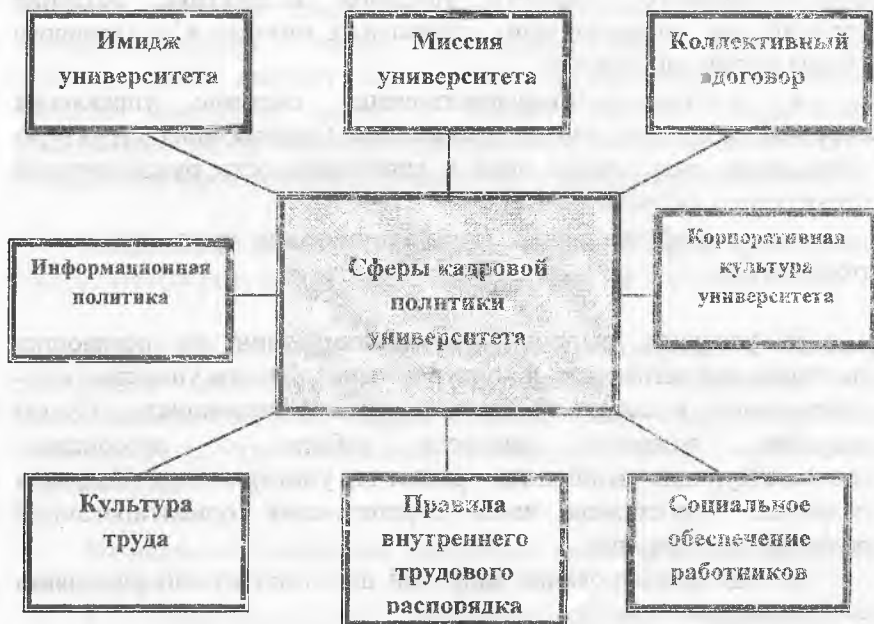 Имидж
университета
Миссия
университета
Коллективный
договор
Информационная
политика
Сферы кадровой
политики
университета
Корпоративная
культура
университета
Культура
труда
Правила
внутреннего
трудового
распорядка
Социальное
обеспечение
работников